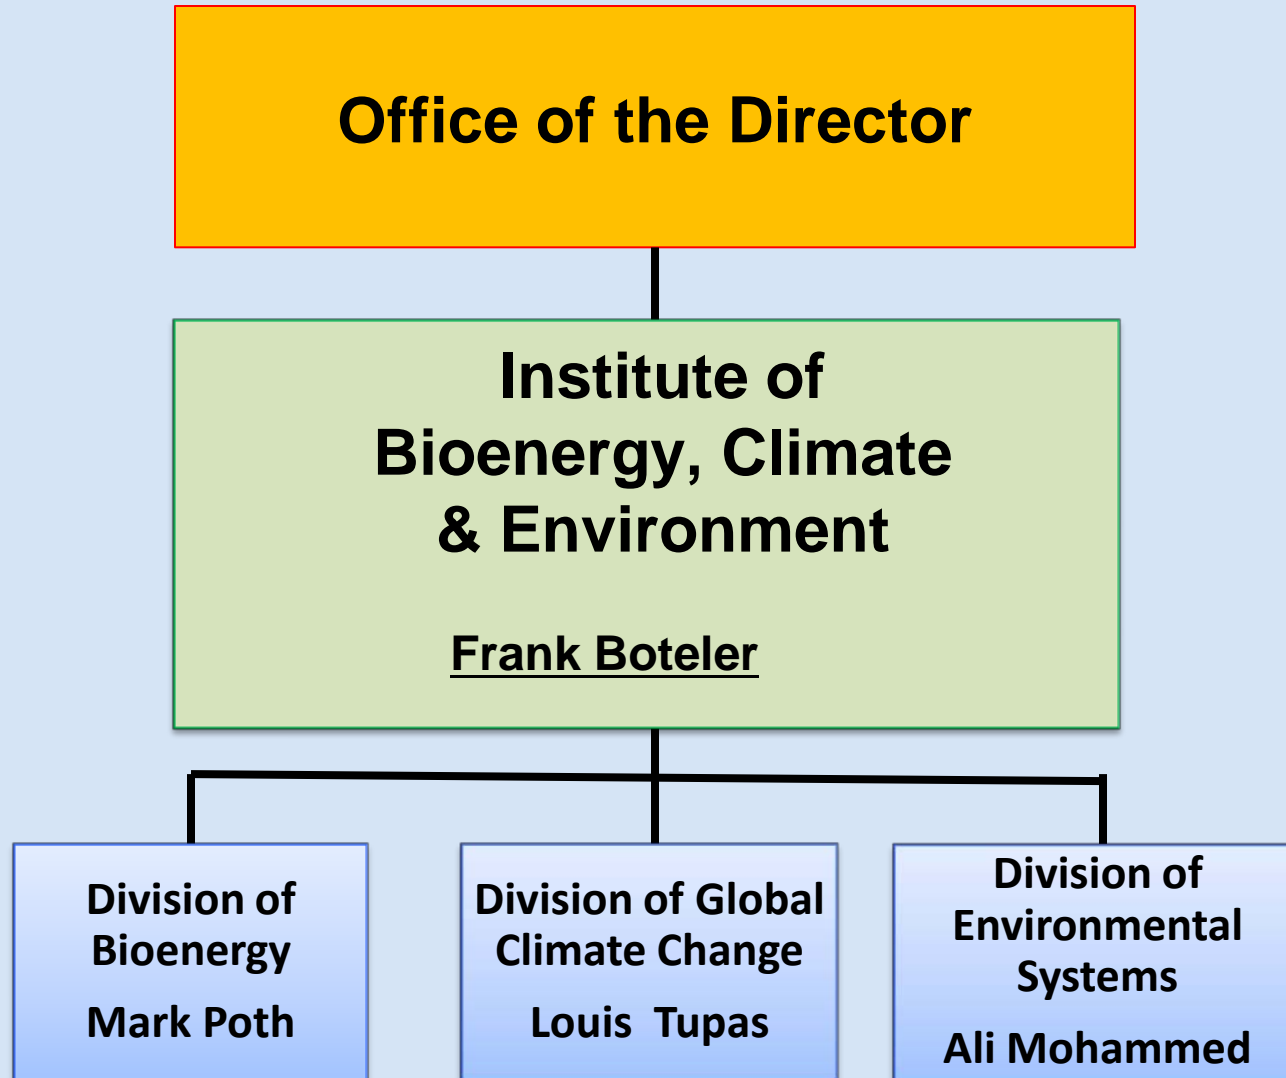 Office of the Director
Institute of
Bioenergy, Climate
& Environment
Frank Boteler
Division of
Bioenergy
Mark Poth
Division of Global
Climate Change
Louis  Tupas
Division of
Environmental
Systems
Ali Mohammed